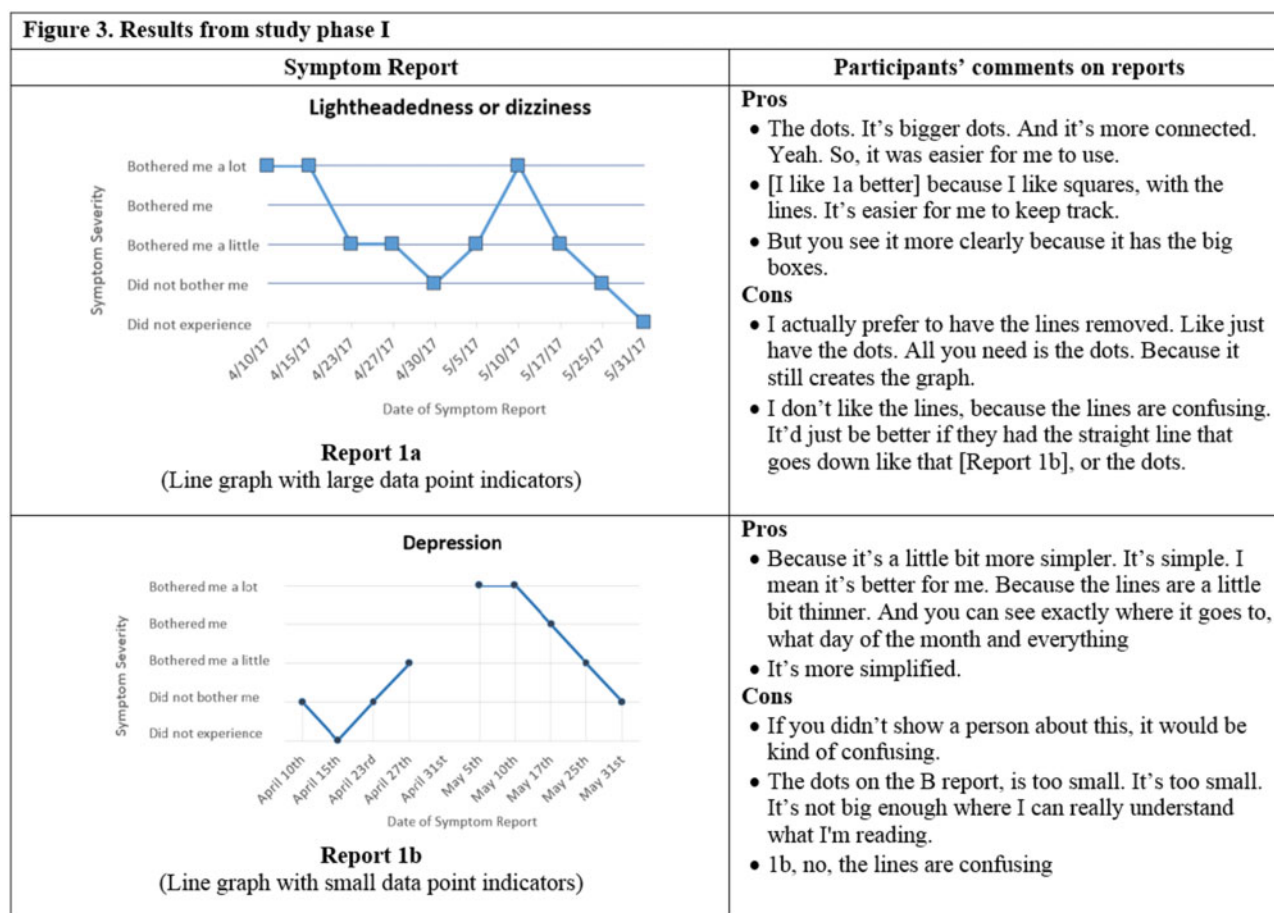 Figure 3. Results from study phase I
Symptom Report
Participants' comments on reports
Lightheadedness or dizziness
Symptom Severity
Bothered me a lot
Bothered me
Bothered me a little
Did not bother me
Did not experience
4/10/17
4/15/17
4/23/17
4/27/17
4/30/17
5/5/17
5/10/17
5/17/17
5/25/17
5/31/17
Date of Symptom Report
Report 1a
(Line graph with large data point indicators)
Pros
• The dots. It's bigger dots. And it's more connected.
Yeah. So, it was easier for me to use.
• [I like 1a better] because I like squares, with the
lines. It's easier for me to keep track.
• But you see it more clearly because it has the big
boxes.
Cons
• I actually prefer to have the lines removed. Like just
have the dots. All you need is the dots. Because it
still creates the graph.
• I don't like the lines, because the lines are confusing.
It'd just be better if they had the straight line that
goes down like that [Report 1b], or the dots.
Depression
Symptom Severity
Bothered me a lot
Bothered me
Bothered me a little
Did not bother me
Did not experience
April 10th
April 15th
April 23rd
April 27th
April 31st
May 5th
May 10th
May 17th
May 25th
May 31st
Date of Symptom Report
Report 1b
(Line graph with small data point indicators)
Pros
• Because it's a little bit more simpler. It's simple. I
mean it's better for me. Because the lines are a little
bit thinner. And you can see exactly where it goes to,
what day of the month and everything
• It's more simplified.
Cons
• If you didn't show a person about this, it would be
kind of confusing.
• The dots on the B report, is too small. It's too small.
It's not big enough where I can really understand
what I'm reading.
• 1b, no, the lines are confusing